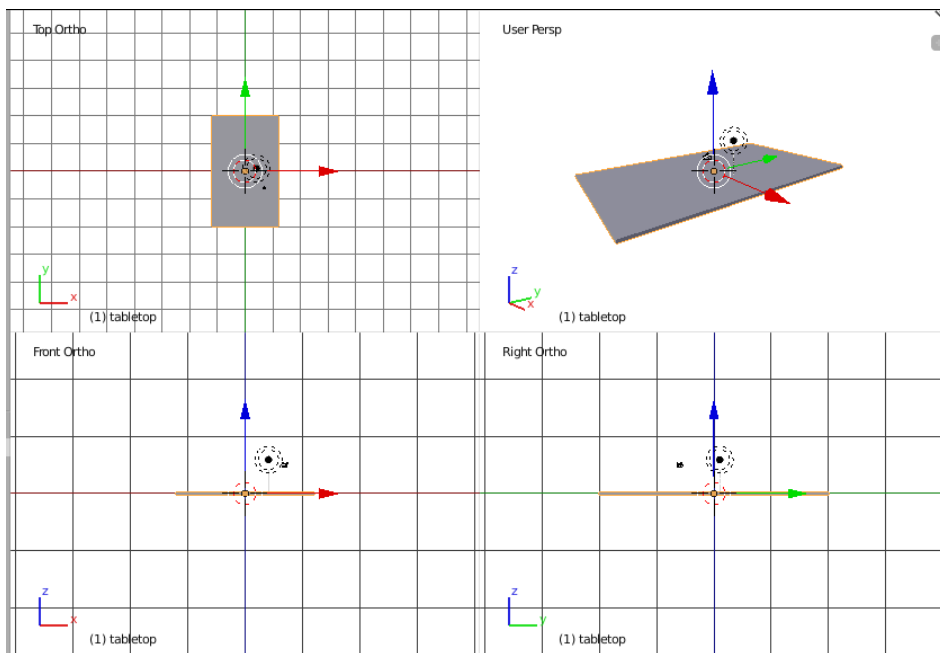 Top Ortho
y
x
(1) tabletop
User Persp
z
y
x
(1) tabletop
Front Ortho
z
x
(1) tabletop
Right Ortho
z
y
(1) tabletop